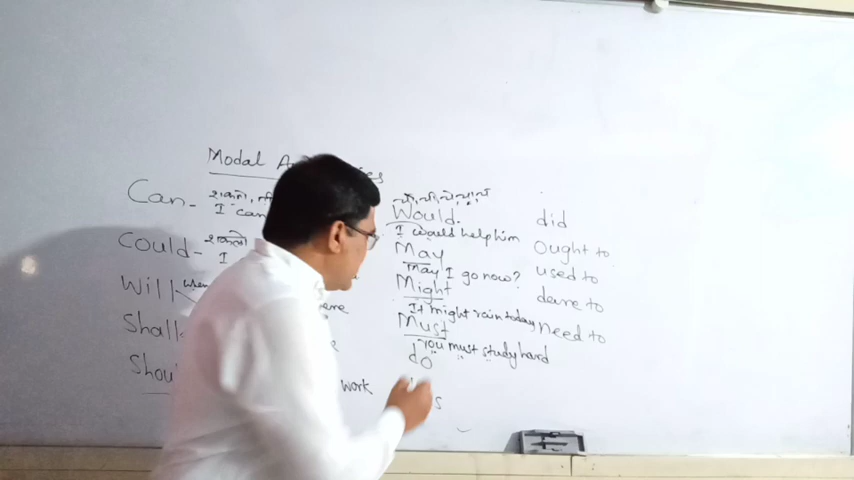 Modal
Can-
I can
Could-
I
Will
when
Shall
Shou
work
Would.
I would help him
May
May I go now?
Might
It might rain today
Must
You must study hard
do
did
Ought to
used to
dare to
Need to